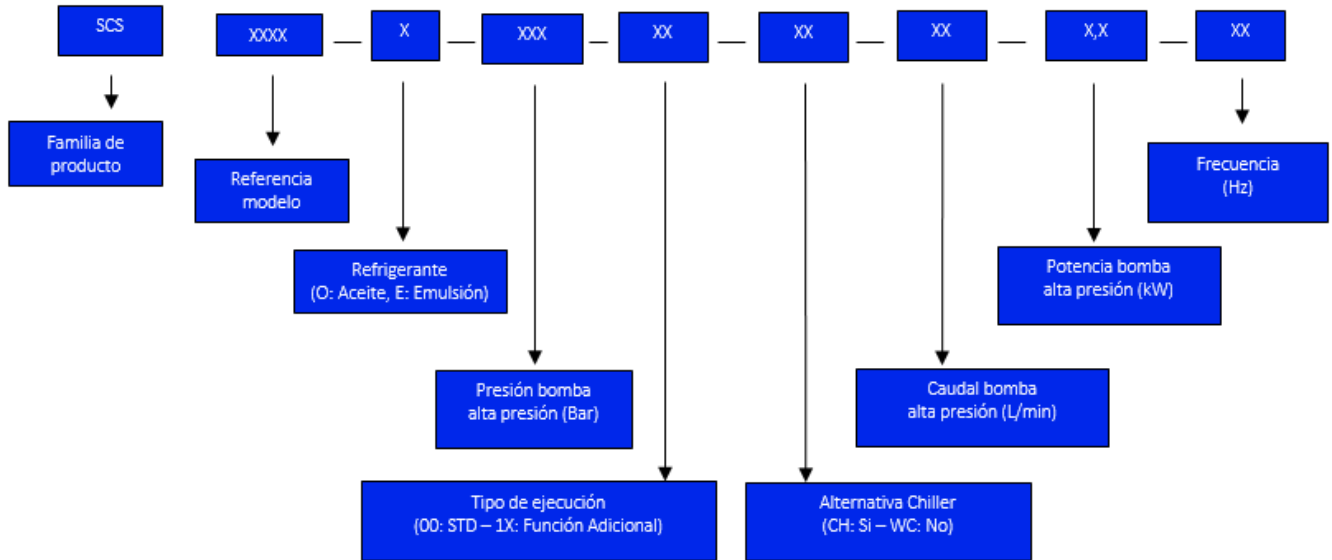 SCS XXXX — X — XXX — XX — XX — XX — X,X — XX
Familia de
producto
Referencia
modelo
Refrigerante
(O: Aceite, E: Emulsión)
Presión bomba
alta presión (Bar)
Tipo de ejecución
(00: STD – 1X: Función Adicional)
Alternativa Chiller
(CH: Si – WC: No)
Caudal bomba
alta presión (L/min)
Potencia bomba
alta presión (kW)
Frecuencia
(Hz)